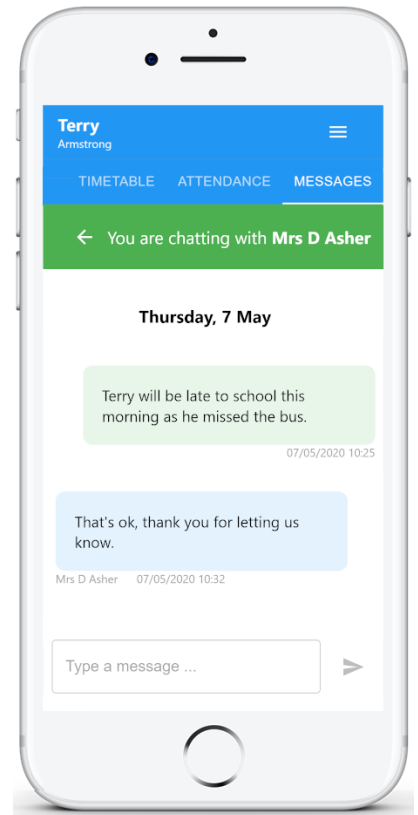 Terry
Armstrong
TIMETABLE ATTENDANCE MESSAGES
You are chatting with Mrs D Asher
Thursday, 7 May
Terry will be late to school this
morning as he missed the bus.
07/05/2020 10:25
That's ok, thank you for letting us
know.
Mrs D Asher 07/05/2020 10:32
Type a message ...